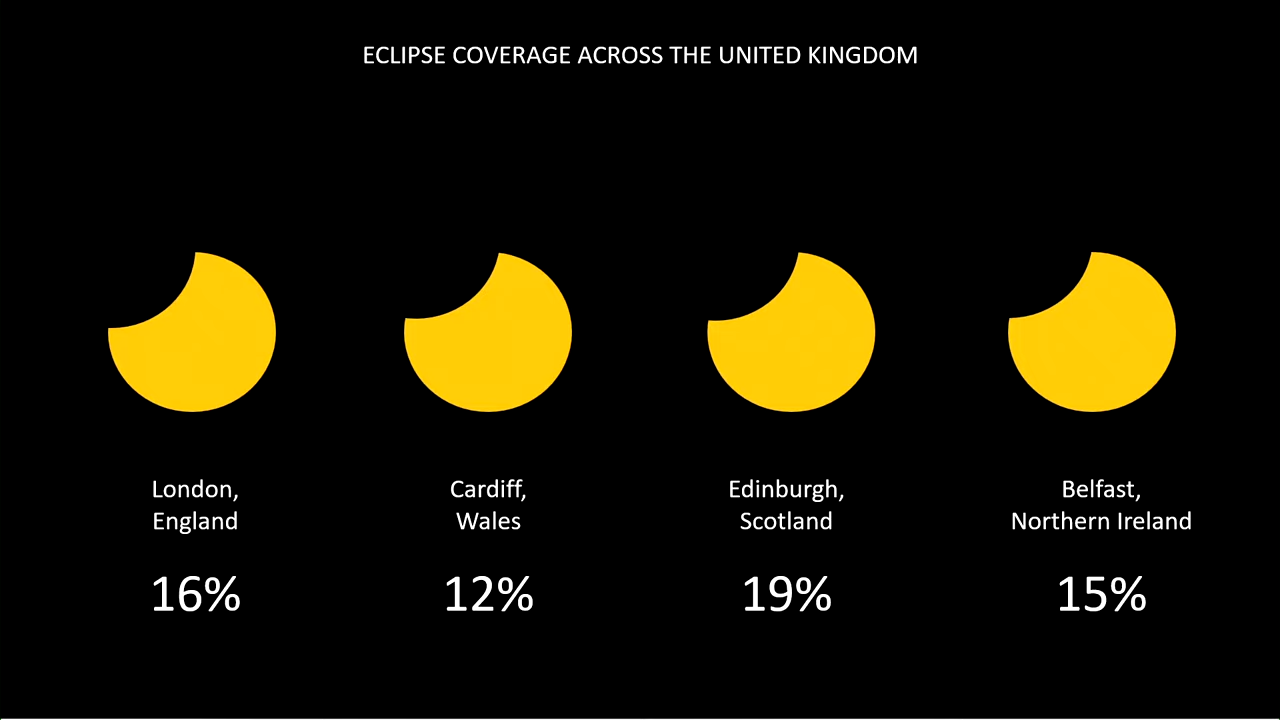 ECLIPSE COVERAGE ACROSS THE UNITED KINGDOM
London,
England
16%
Cardiff,
Wales
12%
Edinburgh,
Scotland
19%
Belfast,
Northern Ireland
15%